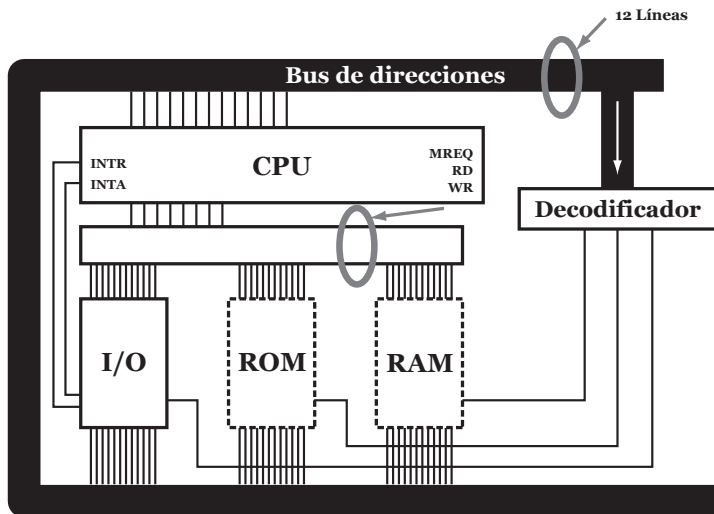 12 Líneas
Bus de direcciones
INTR
INTA
CPU
MREQ
RD
WR
Decodificador
I/O
ROM
RAM